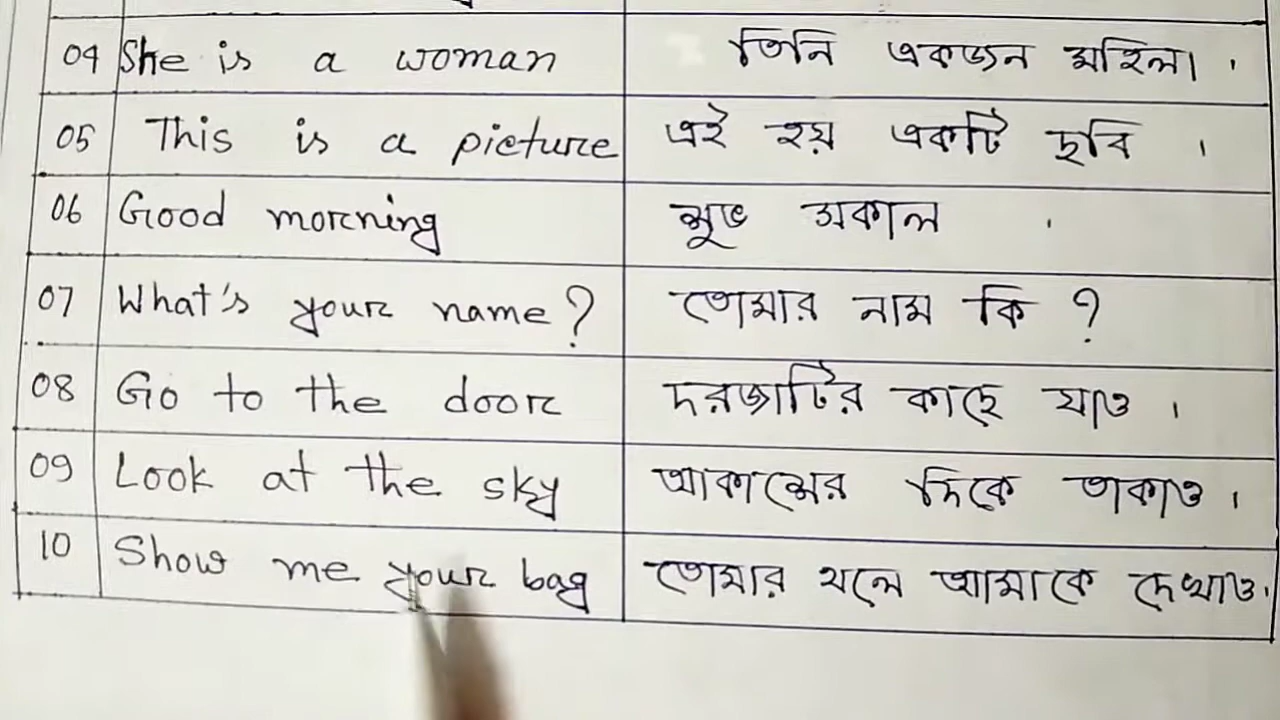 04 She is a woman তিনি একজন মহিলা।
05 This is a picture এই হয় একটি ছবি ।
06 Good morning শুভ সকাল ।
07 What's your name? তোমার নাম কি ?
08 Go to the door দরজাটির কাছে যাও ।
09 Look at the sky আকাশের দিকে তাকাও ।
10 Show me your bag তোমার থলে আমাকে দেখাও।